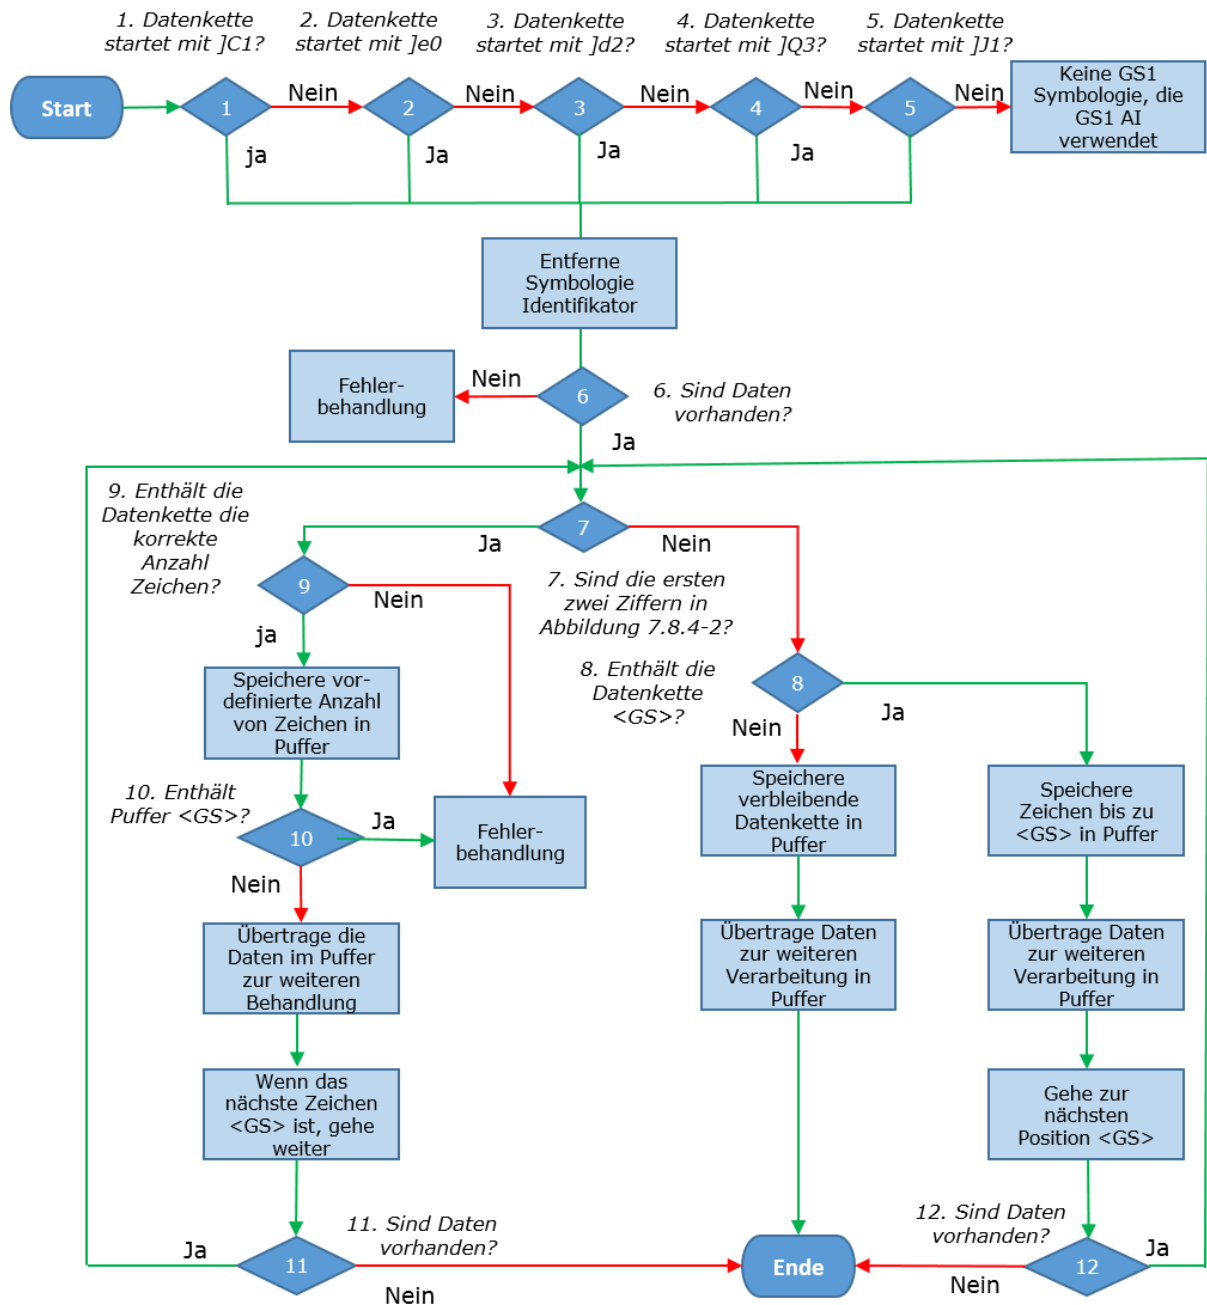 1. Datenkette
startet mit ]C1?
2. Datenkette
startet mit ]e0
3. Datenkette
startet mit ]d2?
4. Datenkette
startet mit ]Q3?
5. Datenkette
startet mit ]J1?
Start
1
Nein
2
Nein
3
Nein
4
Nein
5
Nein
Keine GS1
Symbologie, die
GS1 AI
verwendet
ja
Ja
Ja
Ja
Entferne
Symbologie
Identifikator
Fehler-
behandlung
Nein
6
6. Sind Daten
vorhanden?
Ja
9. Enthält die
Datenkette die
korrekte
Anzahl
Zeichen?
7
Ja
Nein
9
Nein
7. Sind die ersten
zwei Ziffern in
Abbildung 7.8.4-2?
ja
8. Enthält die
Datenkette
<GS>?
8
Nein
Ja
Speichere vor-
definierte Anzahl
von Zeichen in
Puffer
10. Enthält
Puffer <GS>?
10
Ja
Fehler-
behandlung
Speichere
verbleibende
Datenkette in
Puffer
Speichere
Zeichen bis zu
<GS> in Puffer
Nein
Übertrage die
Daten im Puffer
zur weiteren
Behandlung
Übertrage Daten
zur weiteren
Verarbeitung in
Puffer
Übertrage Daten
zur weiteren
Verarbeitung in
Puffer
Wenn das
nächste Zeichen
<GS> ist, gehe
weiter
Gehe zur
nächsten
Position <GS>
Ja
11
11. Sind Daten
vorhanden?
Nein
Ende
12. Sind Daten
vorhanden?
Nein
12
Ja